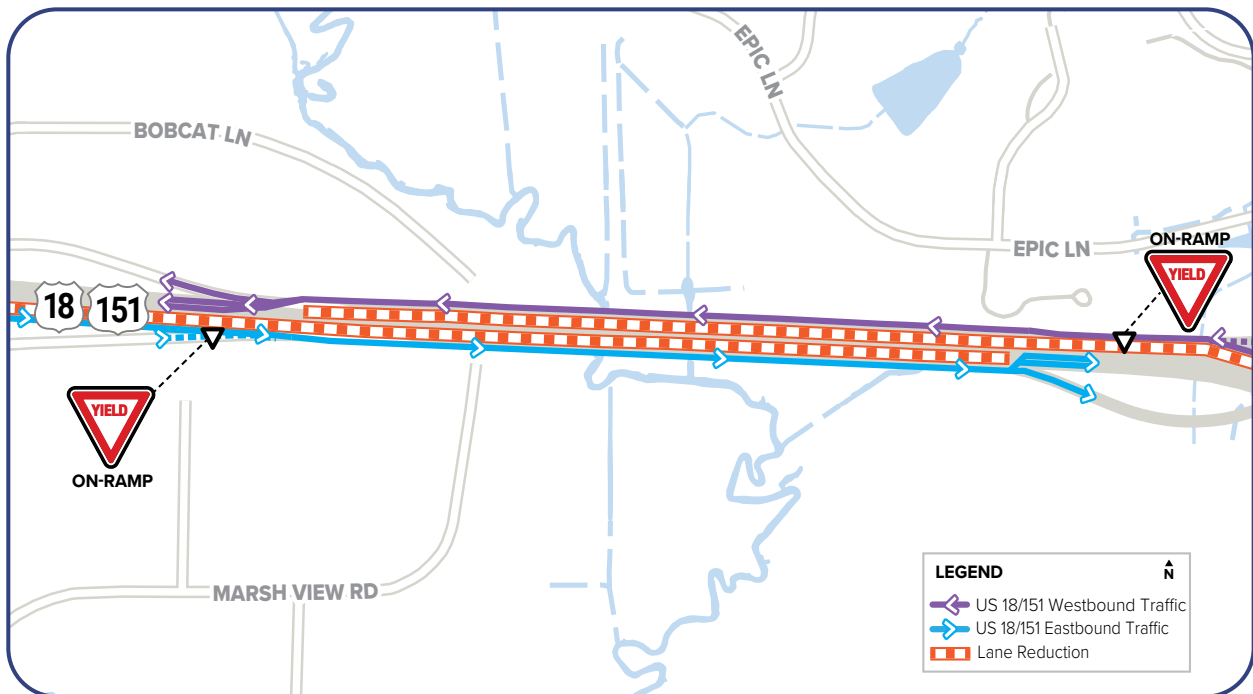 EPIC LN
BOBCAT LN
EPIC LN
ON-RAMP
YIELD
18
151
YIELD
ON-RAMP
MARSH VIEW RD
LEGEND
N
US 18/151 Westbound Traffic
US 18/151 Eastbound Traffic
Lane Reduction